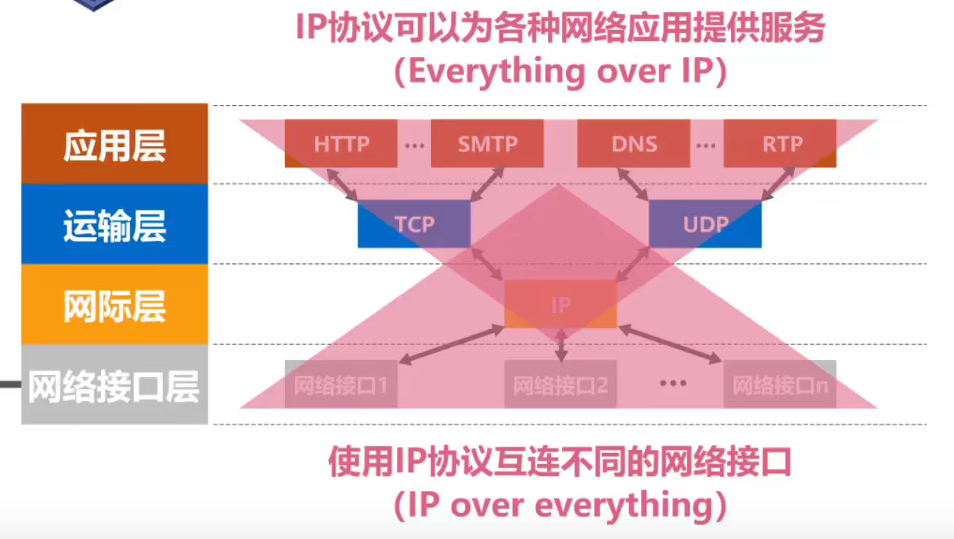 IP协议可以为各种网络应用提供服务
（Everything over IP）
应用层
HTTP … SMTP DNS … RTP
运输层
TCP UDP
网际层
IP
网络接口层
网络接口1 网络接口2 … 网络接口n
使用IP协议互连不同的网络接口
（IP over everything）